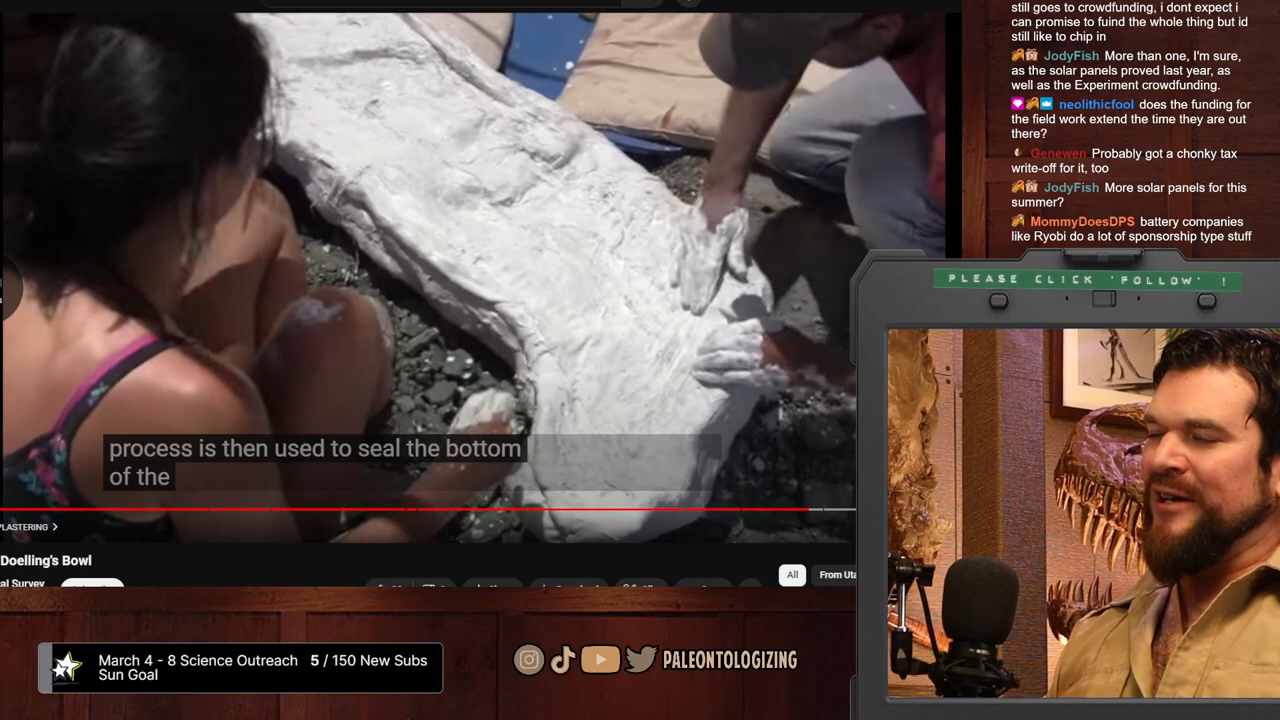 still goes to crowdfunding, i dont expect i
can promise to fuind the whole thing but id
still like to chip in
JodyFish More than one, I'm sure,
as the solar panels proved last year, as
well as the Experiment crowdfunding.
neolithicfool does the funding for
the field work extend the time they are out
there?
Genewen Probably got a chonky tax
write-off for it, too
JodyFish More solar panels for this
summer?
MommyDoesDPS battery companies
like Ryobi do a lot of sponsorship type stuff
PLEASE CLICK "FOLLOW" !
process is then used to seal the bottom
of the
LASTERING >
Doelling's Bowl
al Survey
All
From Uta
March 4 - 8 Science Outreach 5 / 150 New Subs
Sun Goal
PALEONTOLOGIZING